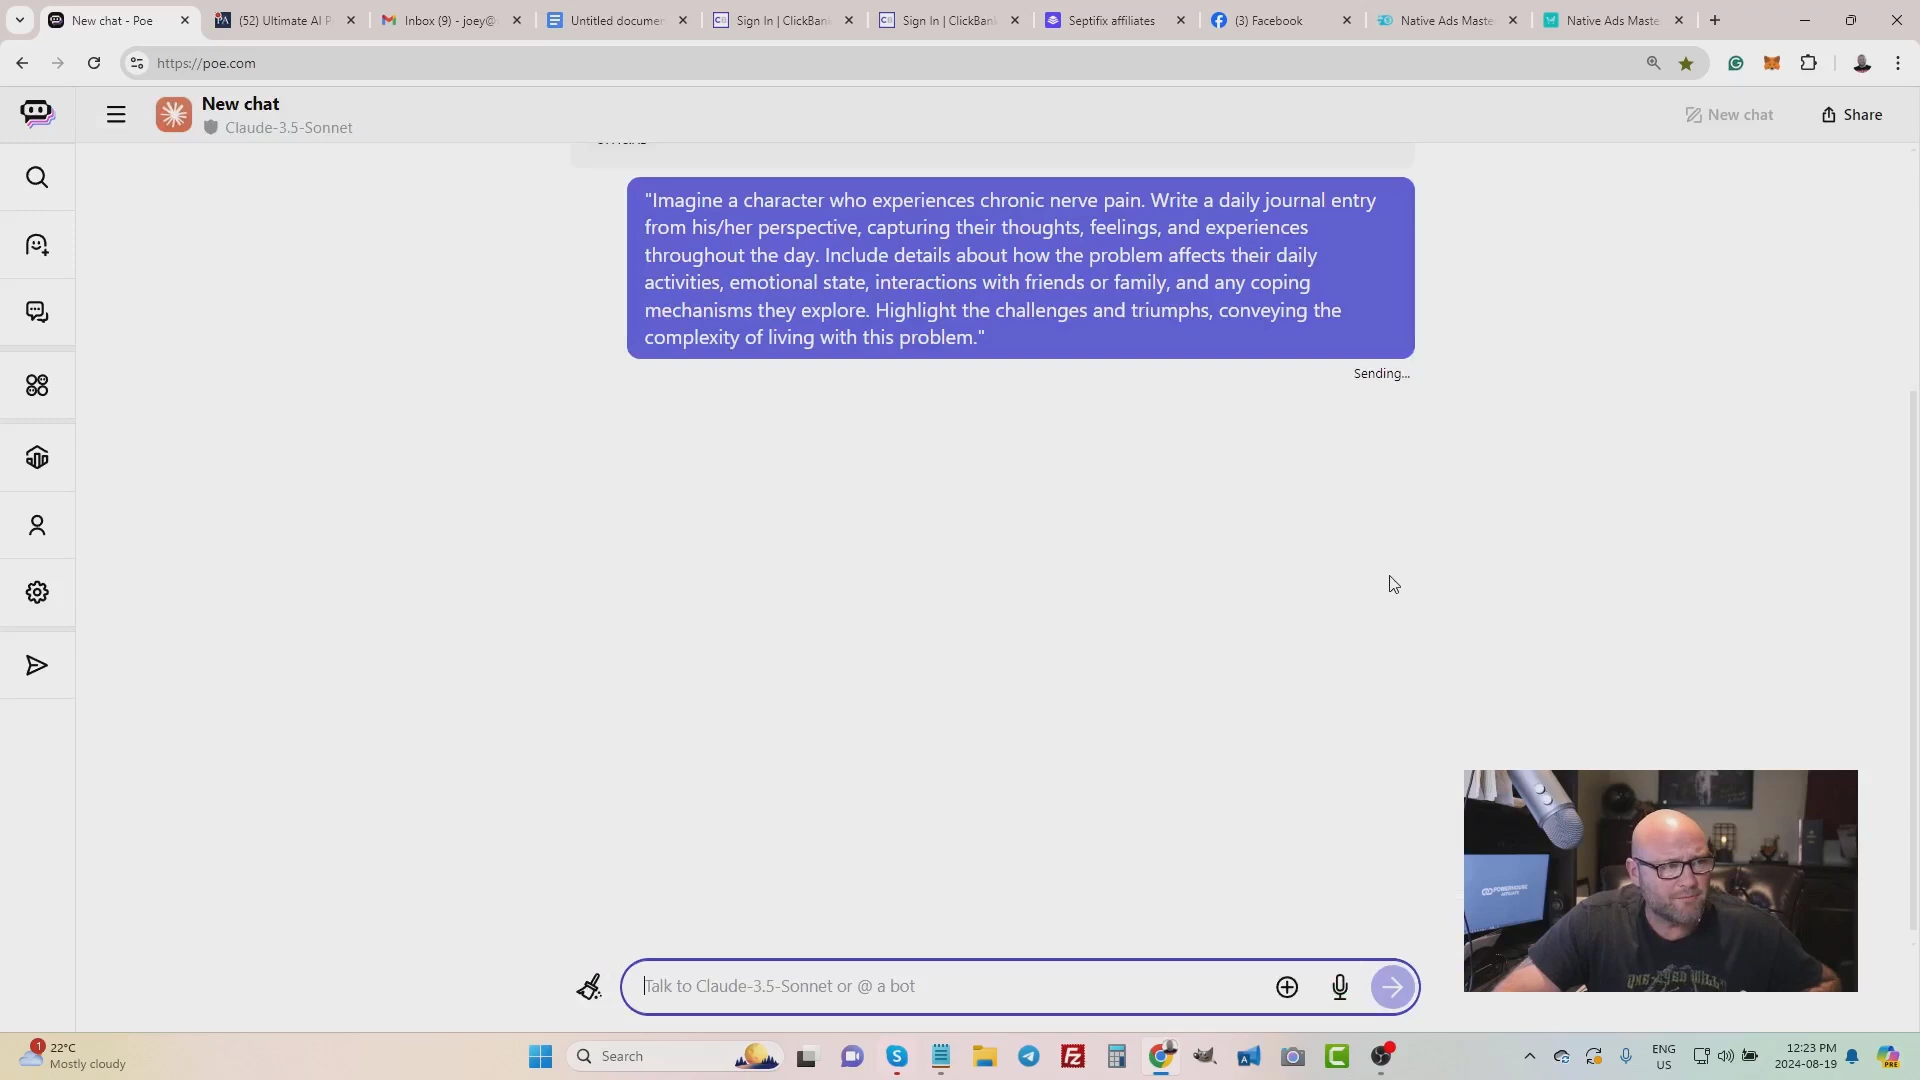 New chat - Poe
(52) Ultimate AI P
Inbox (9) - joey@
Untitled documen
Sign In | ClickBank
Sign In | ClickBank
Septifix affiliates
(3) Facebook
Native Ads Maste
Native Ads Maste
https://poe.com
New chat
Claude-3.5-Sonnet
New chat
Share
"Imagine a character who experiences chronic nerve pain. Write a daily journal entry
from his/her perspective, capturing their thoughts, feelings, and experiences
throughout the day. Include details about how the problem affects their daily
activities, emotional state, interactions with friends or family, and any coping
mechanisms they explore. Highlight the challenges and triumphs, conveying the
complexity of living with this problem."
Sending...
POWERHOUSE
AFFILIATE
Talk to Claude-3.5-Sonnet or @ a bot
1
22°C
Mostly cloudy
Search
ENG
US
12:23 PM
2024-08-19
PRE